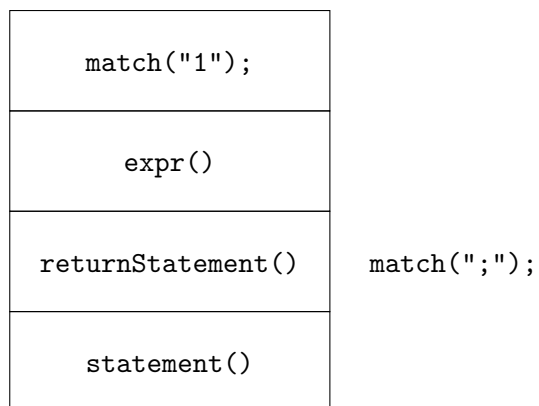 match("1");
expr()
returnStatement() match(";");
statement()